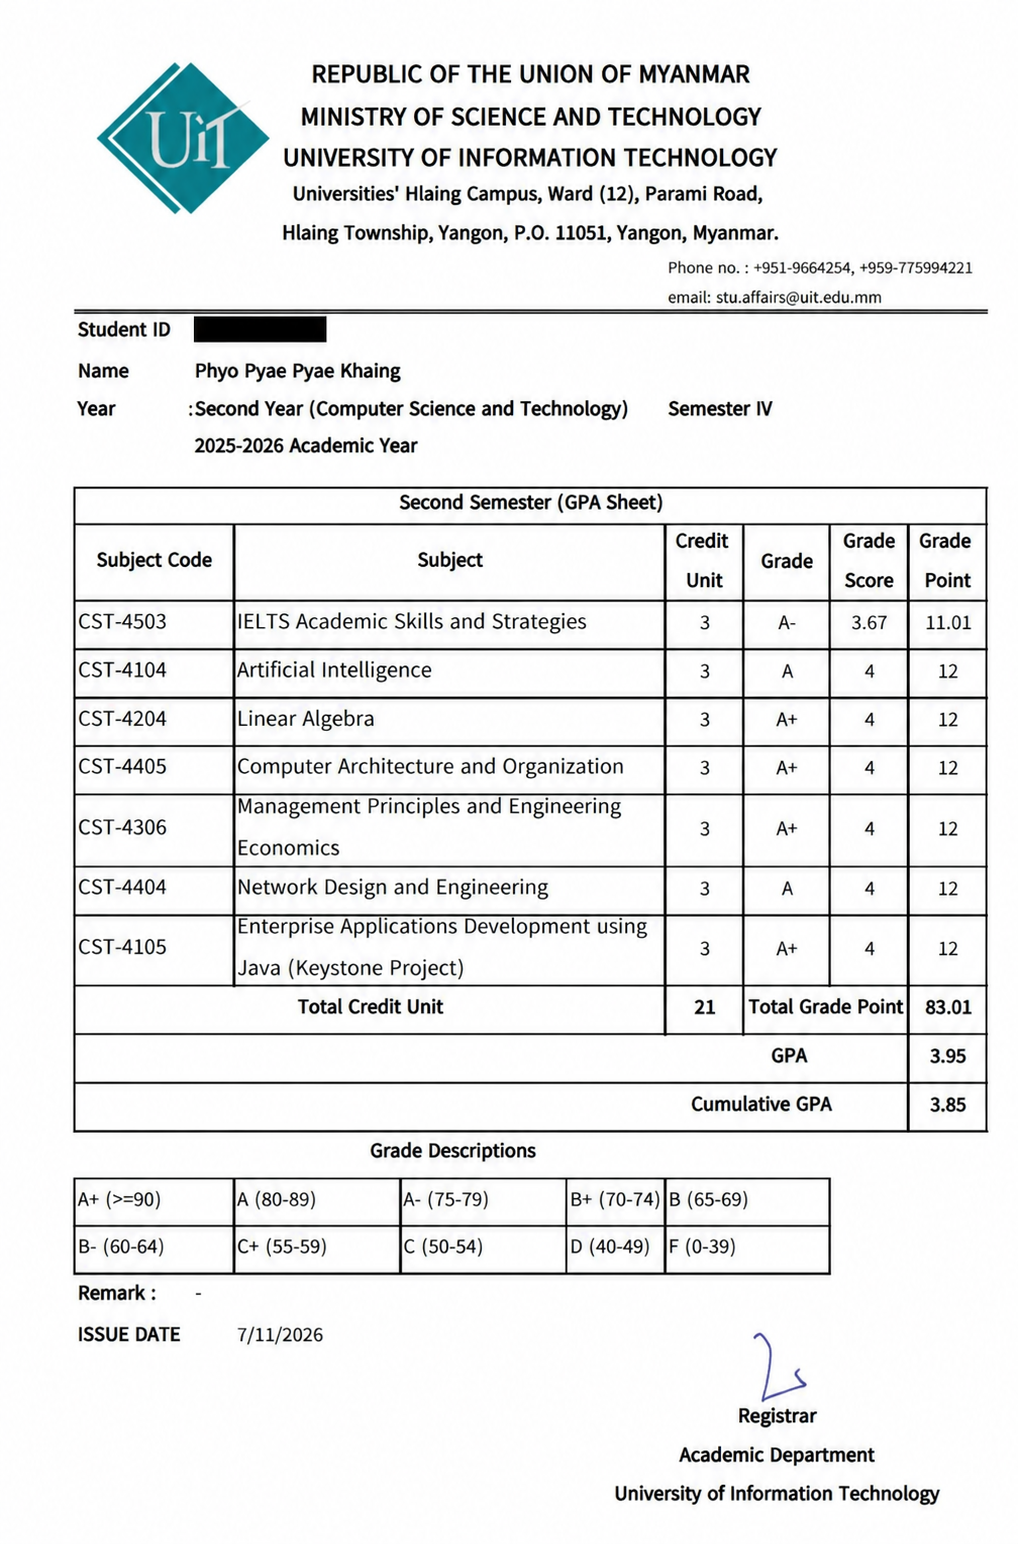 UiT
REPUBLIC OF THE UNION OF MYANMAR
MINISTRY OF SCIENCE AND TECHNOLOGY
UNIVERSITY OF INFORMATION TECHNOLOGY
Universities' Hlaing Campus, Ward (12), Parami Road,
Hlaing Township, Yangon, P.O. 11051, Yangon, Myanmar.
Phone no. : +951-9664254, +959-775994221
email: stu.affairs@uit.edu.mm
Student ID
Name Phyo Pyae Pyae Khaing
Year :Second Year (Computer Science and Technology) Semester IV
2025-2026 Academic Year
Second Semester (GPA Sheet)
Subject Code Subject Credit Unit Grade Grade Score Grade Point
CST-4503 IELTS Academic Skills and Strategies 3 A- 3.67 11.01
CST-4104 Artificial Intelligence 3 A 4 12
CST-4204 Linear Algebra 3 A+ 4 12
CST-4405 Computer Architecture and Organization 3 A+ 4 12
CST-4306 Management Principles and Engineering Economics 3 A+ 4 12
CST-4404 Network Design and Engineering 3 A 4 12
CST-4105 Enterprise Applications Development using Java (Keystone Project) 3 A+ 4 12
Total Credit Unit 21 Total Grade Point 83.01
GPA 3.95
Cumulative GPA 3.85
Grade Descriptions
A+ (>=90) A (80-89) A- (75-79) B+ (70-74) B (65-69)
B- (60-64) C+ (55-59) C (50-54) D (40-49) F (0-39)
Remark : -
ISSUE DATE 7/11/2026
Registrar
Academic Department
University of Information Technology